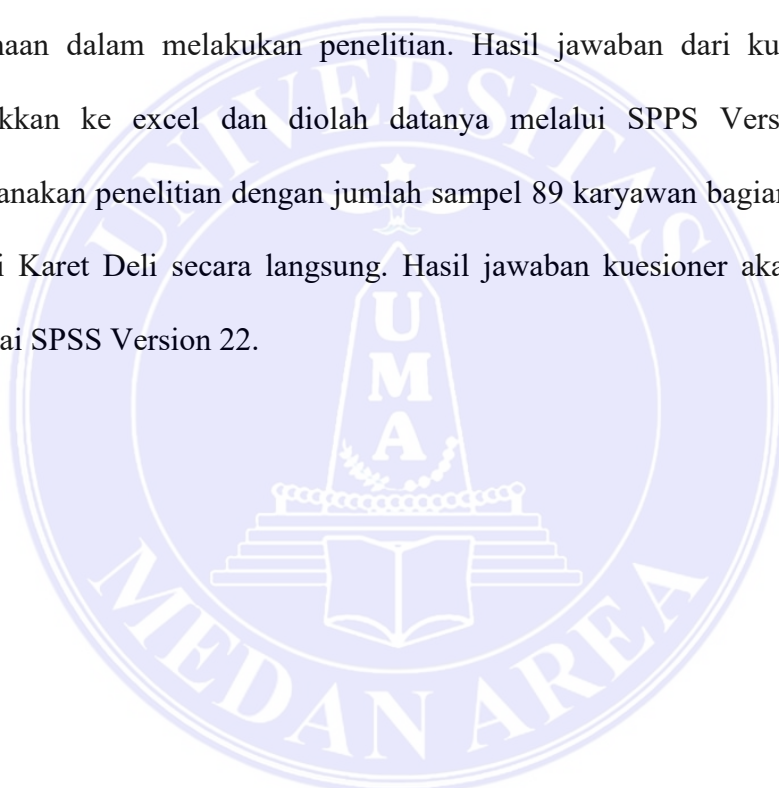 naan dalam melakukan penelitian. Hasil jawaban dari ku
kkan ke excel dan diolah datanya melalui SPPS Vers
anakan penelitian dengan jumlah sampel 89 karyawan bagian
i Karet Deli secara langsung. Hasil jawaban kuesioner aka
ai SPSS Version 22.
UNIVERSITAS
U
M
A
MEDAN AREA